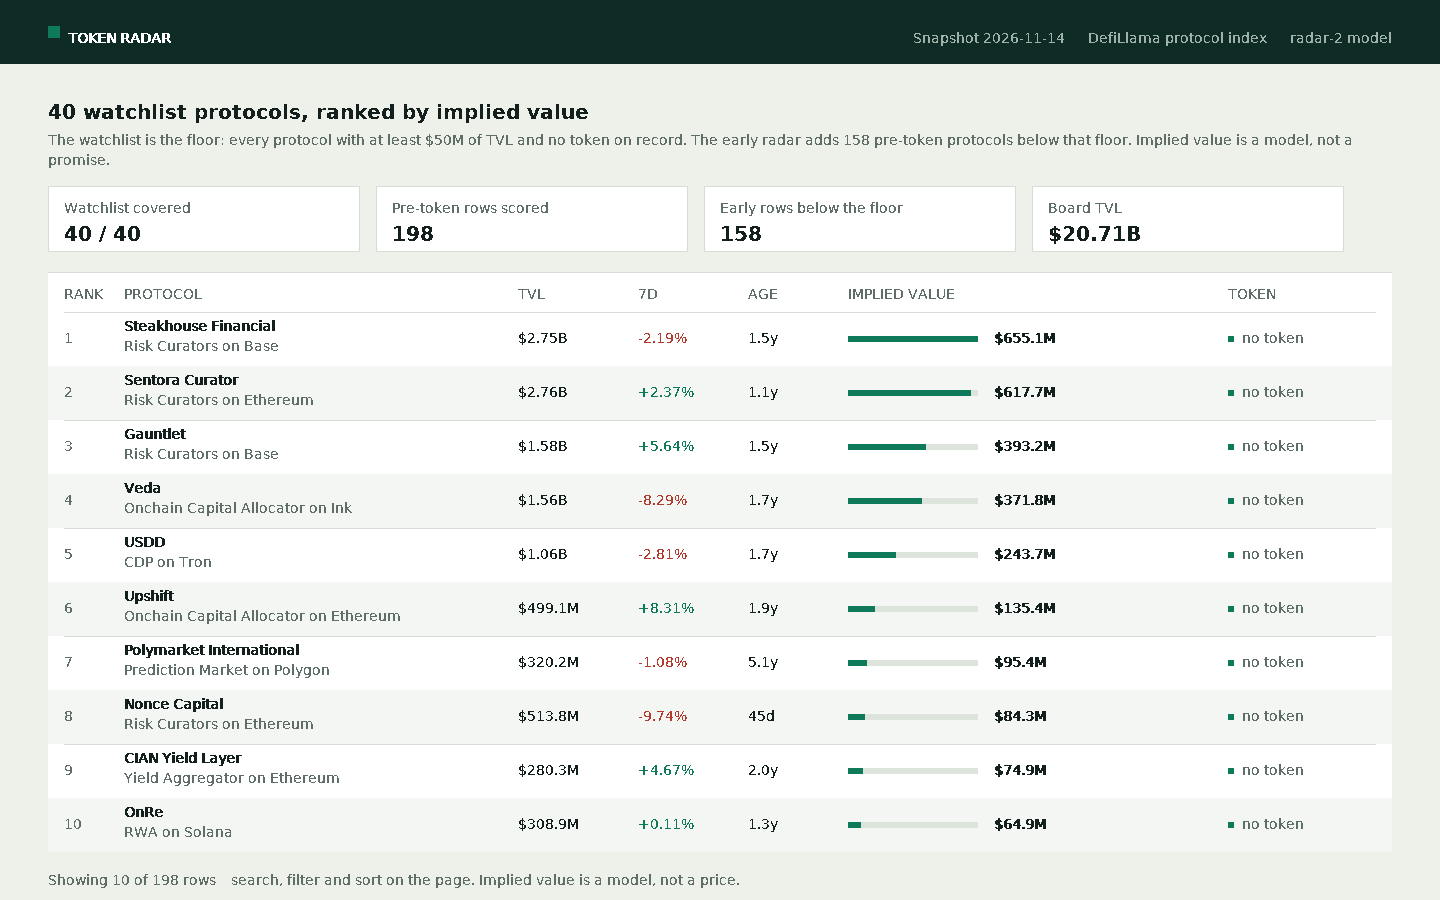 TOKEN RADAR
Snapshot 2026-11-14 DefiLlama protocol index radar-2 model
40 watchlist protocols, ranked by implied value
The watchlist is the floor: every protocol with at least $50M of TVL and no token on record. The early radar adds 158 pre-token protocols below that floor. Implied value is a model, not a
promise.
Watchlist covered
40 / 40
Pre-token rows scored
198
Early rows below the floor
158
Board TVL
$20.71B
RANK PROTOCOL TVL 7D AGE IMPLIED VALUE TOKEN
1 Steakhouse Financial $2.75B -2.19% 1.5y $655.1M no token
Risk Curators on Base
2 Sentora Curator $2.76B +2.37% 1.1y $617.7M no token
Risk Curators on Ethereum
3 Gauntlet $1.58B +5.64% 1.5y $393.2M no token
Risk Curators on Base
4 Veda $1.56B -8.29% 1.7y $371.8M no token
Onchain Capital Allocator on Ink
5 USDD $1.06B -2.81% 1.7y $243.7M no token
CDP on Tron
6 Upshift $499.1M +8.31% 1.9y $135.4M no token
Onchain Capital Allocator on Ethereum
7 Polymarket International $320.2M -1.08% 5.1y $95.4M no token
Prediction Market on Polygon
8 Nonce Capital $513.8M -9.74% 45d $84.3M no token
Risk Curators on Ethereum
9 CIAN Yield Layer $280.3M +4.67% 2.0y $74.9M no token
Yield Aggregator on Ethereum
10 OnRe $308.9M +0.11% 1.3y $64.9M no token
RWA on Solana
Showing 10 of 198 rows search, filter and sort on the page. Implied value is a model, not a price.